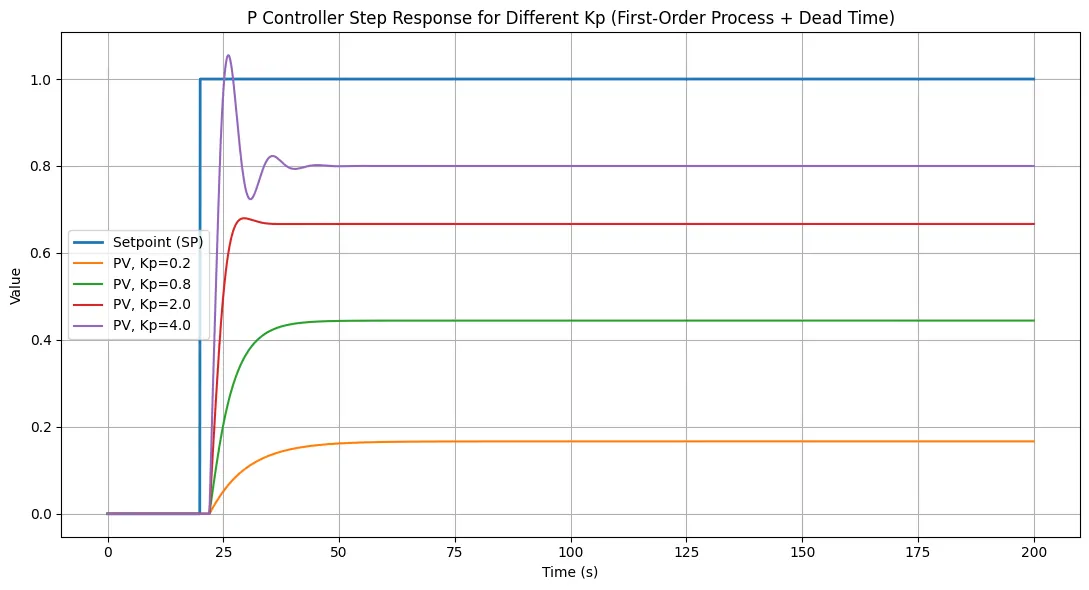 P Controller Step Response for Different Kp (First-Order Process + Dead Time)
1.0
0.8
0.6
0.4
0.2
0.0
Value
Setpoint (SP)
PV, Kp=0.2
PV, Kp=0.8
PV, Kp=2.0
PV, Kp=4.0
0 25 50 75 100 125 150 175 200
Time (s)